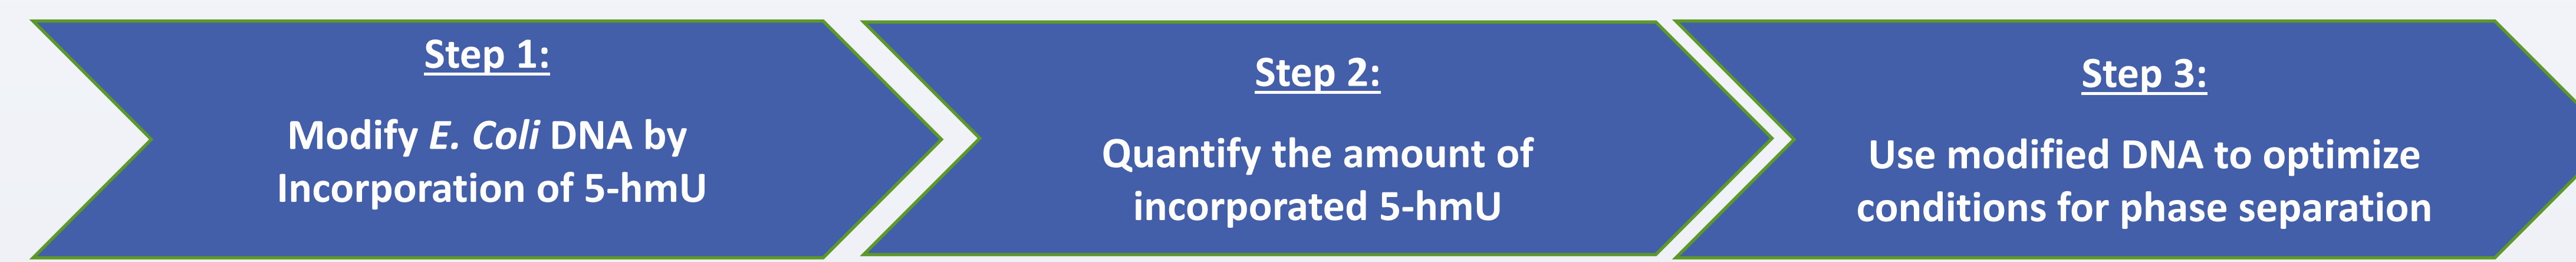 Step 1:
Modify E. Coli DNA by
Incorporation of 5-hmU
Step 2:
Quantify the amount of
incorporated 5-hmU
Step 3:
Use modified DNA to optimize
conditions for phase separation